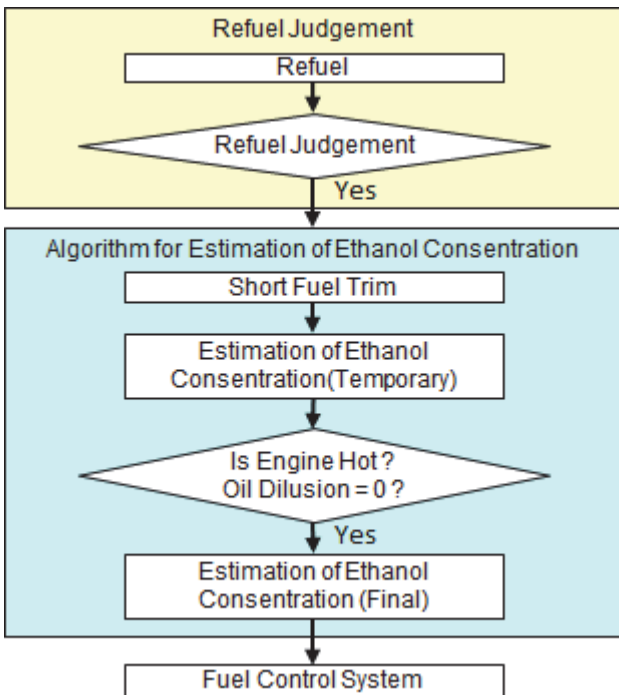 Refuel Judgement
Refuel
Refuel Judgement
Yes
Algorithm for Estimation of Ethanol Consentration
Short Fuel Trim
Estimation of Ethanol
Consentration(Temporary)
Is Engine Hot ?
Oil Dilusion = 0 ?
Yes
Estimation of Ethanol
Consentration (Final)
Fuel Control System